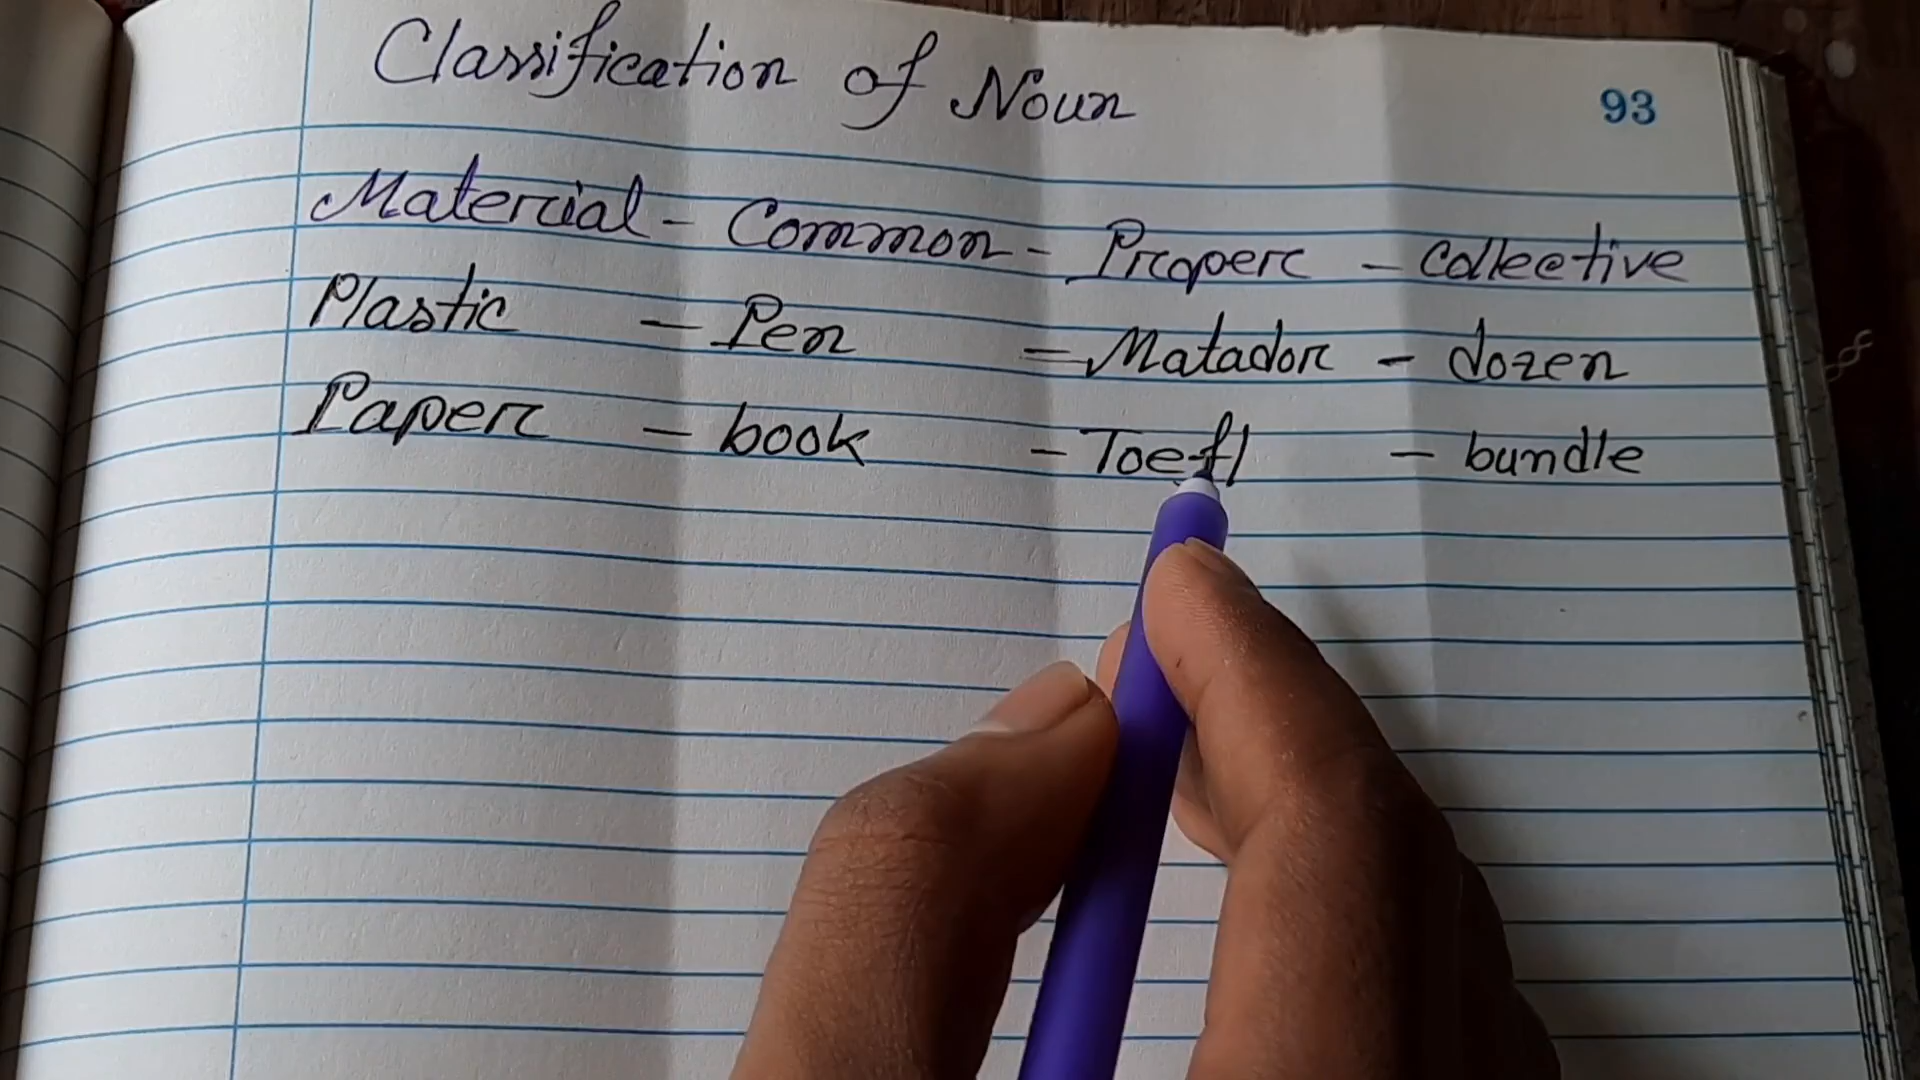 Classification of Noun
93
Material - Common - Proper - Collective
Plastic - Pen = Matador - dozen
Paper - book - Toefl - bundle